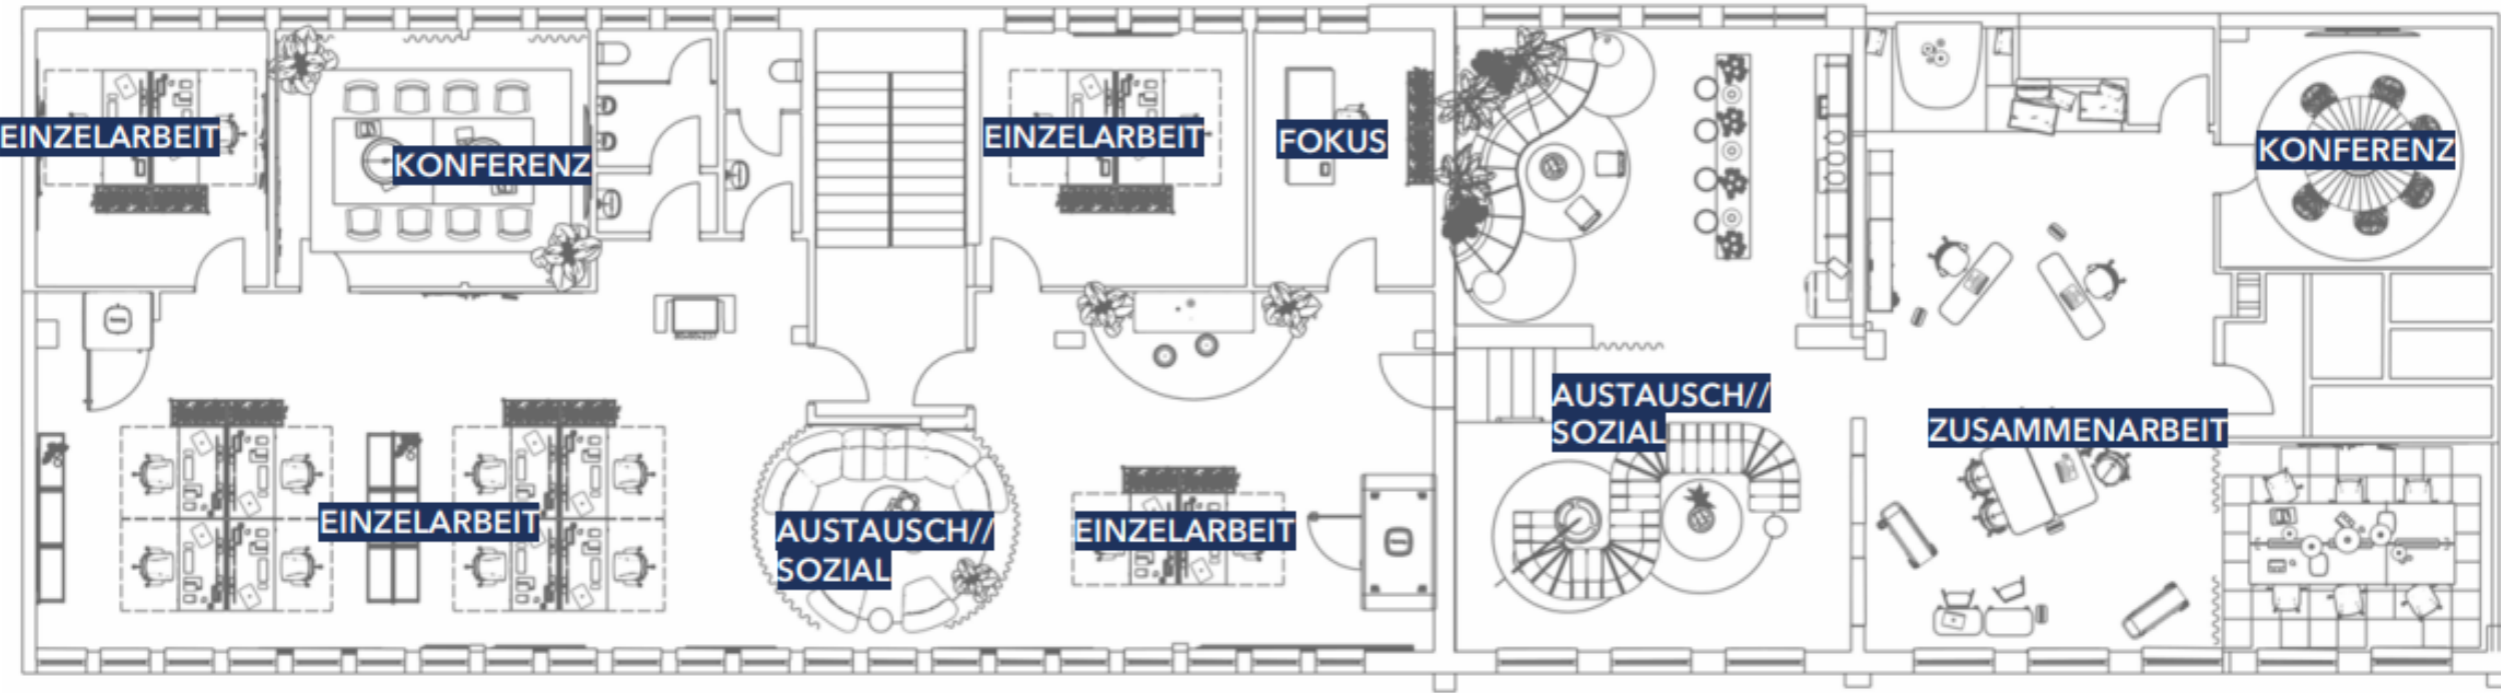 EINZELARBEIT
KONFERENZ
EINZELARBEIT
FOKUS
KONFERENZ
EINZELARBEIT
AUSTAUSCH//
SOZIAL
EINZELARBEIT
AUSTAUSCH//
SOZIAL
ZUSAMMENARBEIT